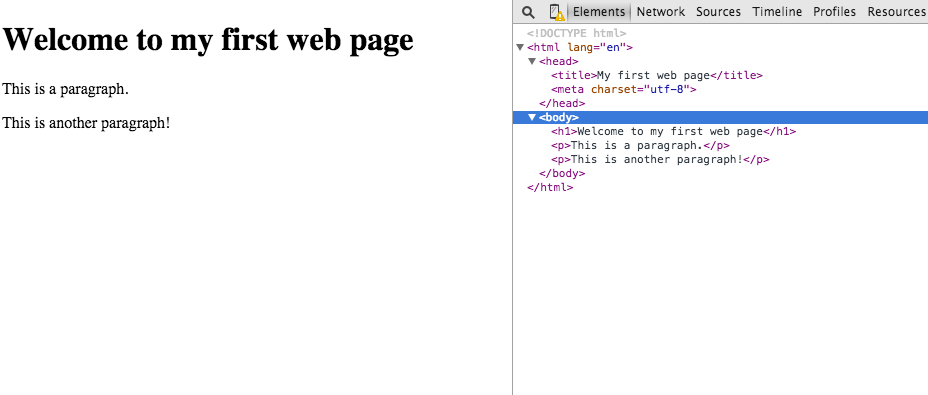 Welcome to my first web page
This is a paragraph.
This is another paragraph!
Elements Network Sources Timeline Profiles Resources
<!DOCTYPE html>
<html lang="en">
<head>
<title>My first web page</title>
<meta charset="utf-8">
</head>
<body>
<h1>Welcome to my first web page</h1>
<p>This is a paragraph.</p>
<p>This is another paragraph!</p>
</body>
</html>